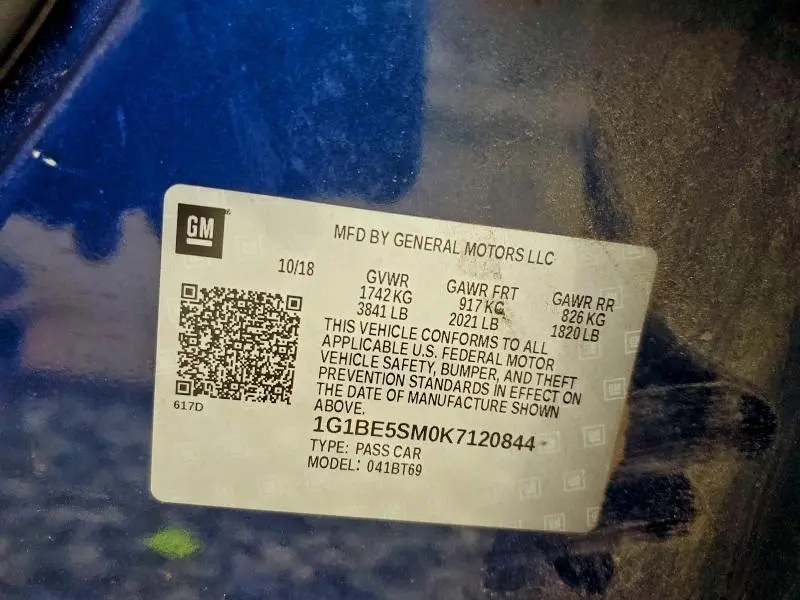 GM
MFD BY GENERAL MOTORS LLC
10/18
GVWR
1742 KG
3841 LB
GAWR FRT
917 KG
2021 LB
GAWR RR
826 KG
1820 LB
THIS VEHICLE CONFORMS TO ALL
APPLICABLE U.S. FEDERAL MOTOR
VEHICLE SAFETY, BUMPER, AND THEFT
PREVENTION STANDARDS IN EFFECT ON
THE DATE OF MANUFACTURE SHOWN
ABOVE.
617D
1G1BE5SM0K7120844
TYPE: PASS CAR
MODEL: 041BT69